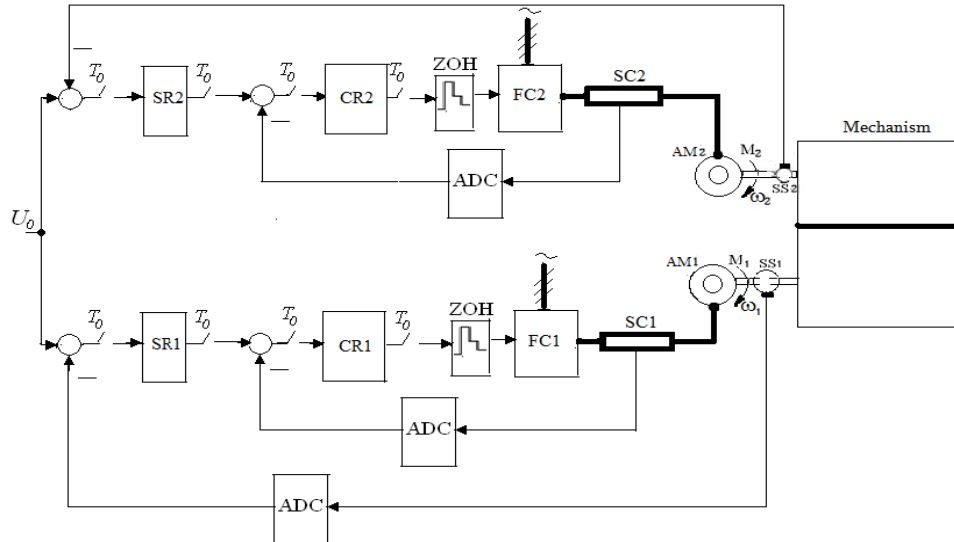 T₀ T₀ T₀ T₀ ZOH SC2
SR2 CR2 FC2
Mechanism
ADC AM2 M₂
SS2
ω₂
U₀
AM1 M₁ SS1
ω₁
T₀ T₀ T₀ T₀ ZOH SC1
SR1 CR1 FC1
ADC
ADC